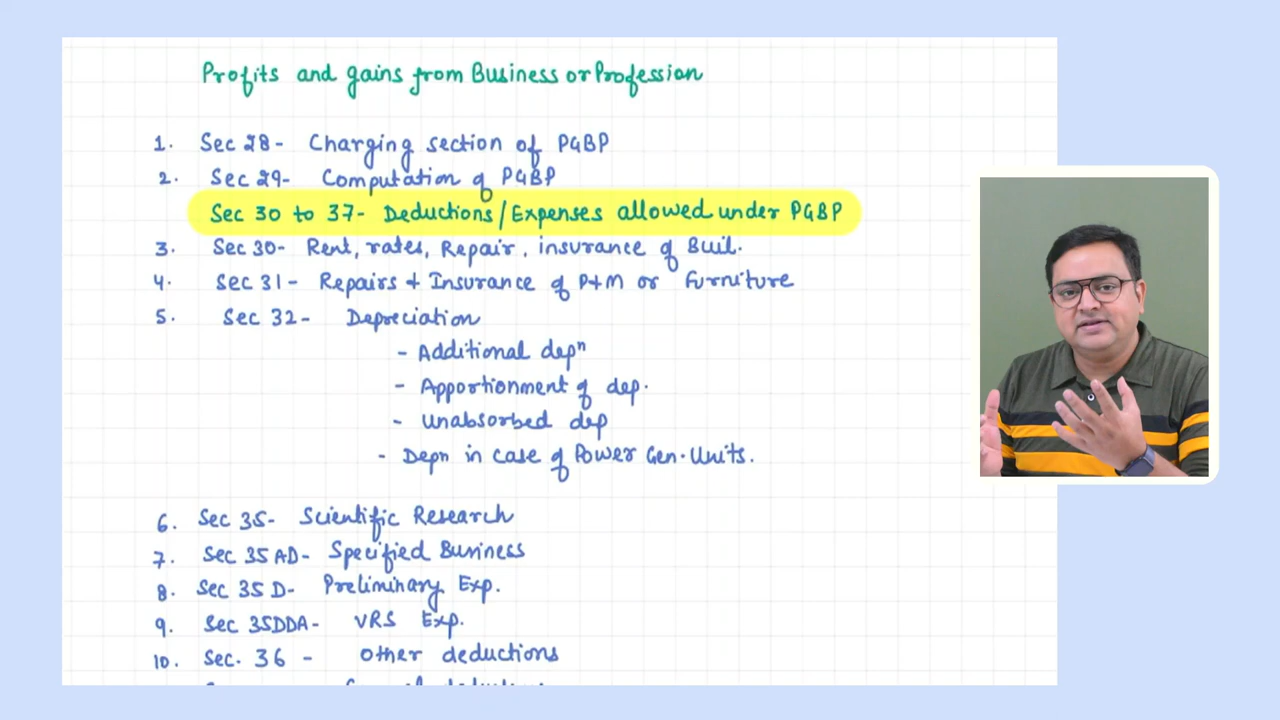 Profits and gains from Business or Profession
1. Sec 28- Charging section of PGBP
2. Sec 29- Computation of PGBP
Sec 30 to 37- Deductions/Expenses allowed under PGBP
3. Sec 30- Rent, rates, Repair, insurance of Buil.
4. Sec 31- Repairs + Insurance of P+M or Furniture
5. Sec 32- Depreciation
- Additional depn
- Apportionment of dep.
- Unabsorbed dep
- Depn in case of Power Gen. Units.
6. Sec 35- Scientific Research
7. Sec 35 AD- Specified Business
8. Sec 35 D- Preliminary Exp.
9. Sec 35DDA- VRS Exp.
10. Sec. 36 - Other deductions